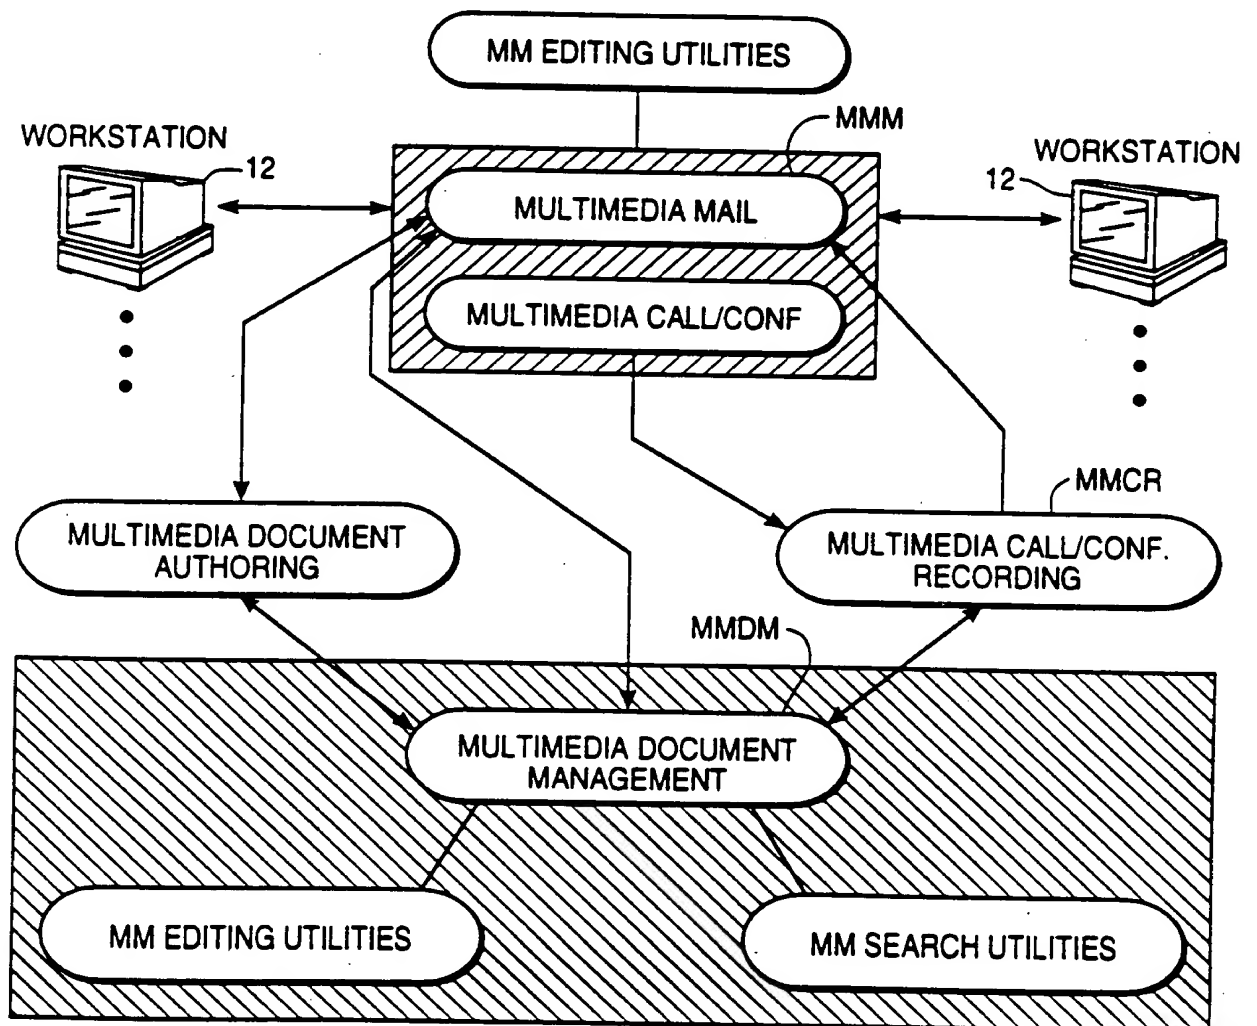 MM EDITING UTILITIES
MMM
WORKSTATION
12
WORKSTATION
12
MULTIMEDIA MAIL
MULTIMEDIA CALL/CONF
MMCR
MULTIMEDIA DOCUMENT
AUTHORING
MULTIMEDIA CALL/CONF.
RECORDING
MMDM
MULTIMEDIA DOCUMENT
MANAGEMENT
MM EDITING UTILITIES
MM SEARCH UTILITIES